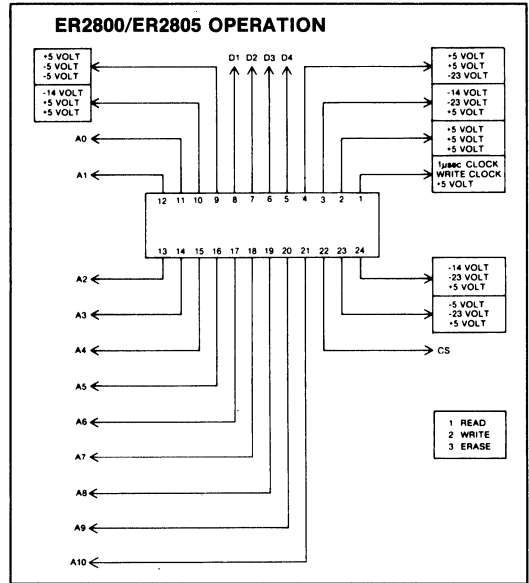 ER2800/ER2805 OPERATION
+5 VOLT
-5 VOLT
-5 VOLT
-14 VOLT
+5 VOLT
+5 VOLT
D1 D2 D3 D4
+5 VOLT
+5 VOLT
-23 VOLT
-14 VOLT
-23 VOLT
+5 VOLT
+5 VOLT
+5 VOLT
+5 VOLT
1µsec CLOCK
WRITE CLOCK
+5 VOLT
A0
A1
12 11 10 9 8 7 6 5 4 3 2 1
13 14 15 16 17 18 19 20 21 22 23 24
A2
A3
A4
A5
A6
A7
A8
A9
A10
-14 VOLT
-23 VOLT
+5 VOLT
-5 VOLT
-23 VOLT
+5 VOLT
CS
1 READ
2 WRITE
3 ERASE